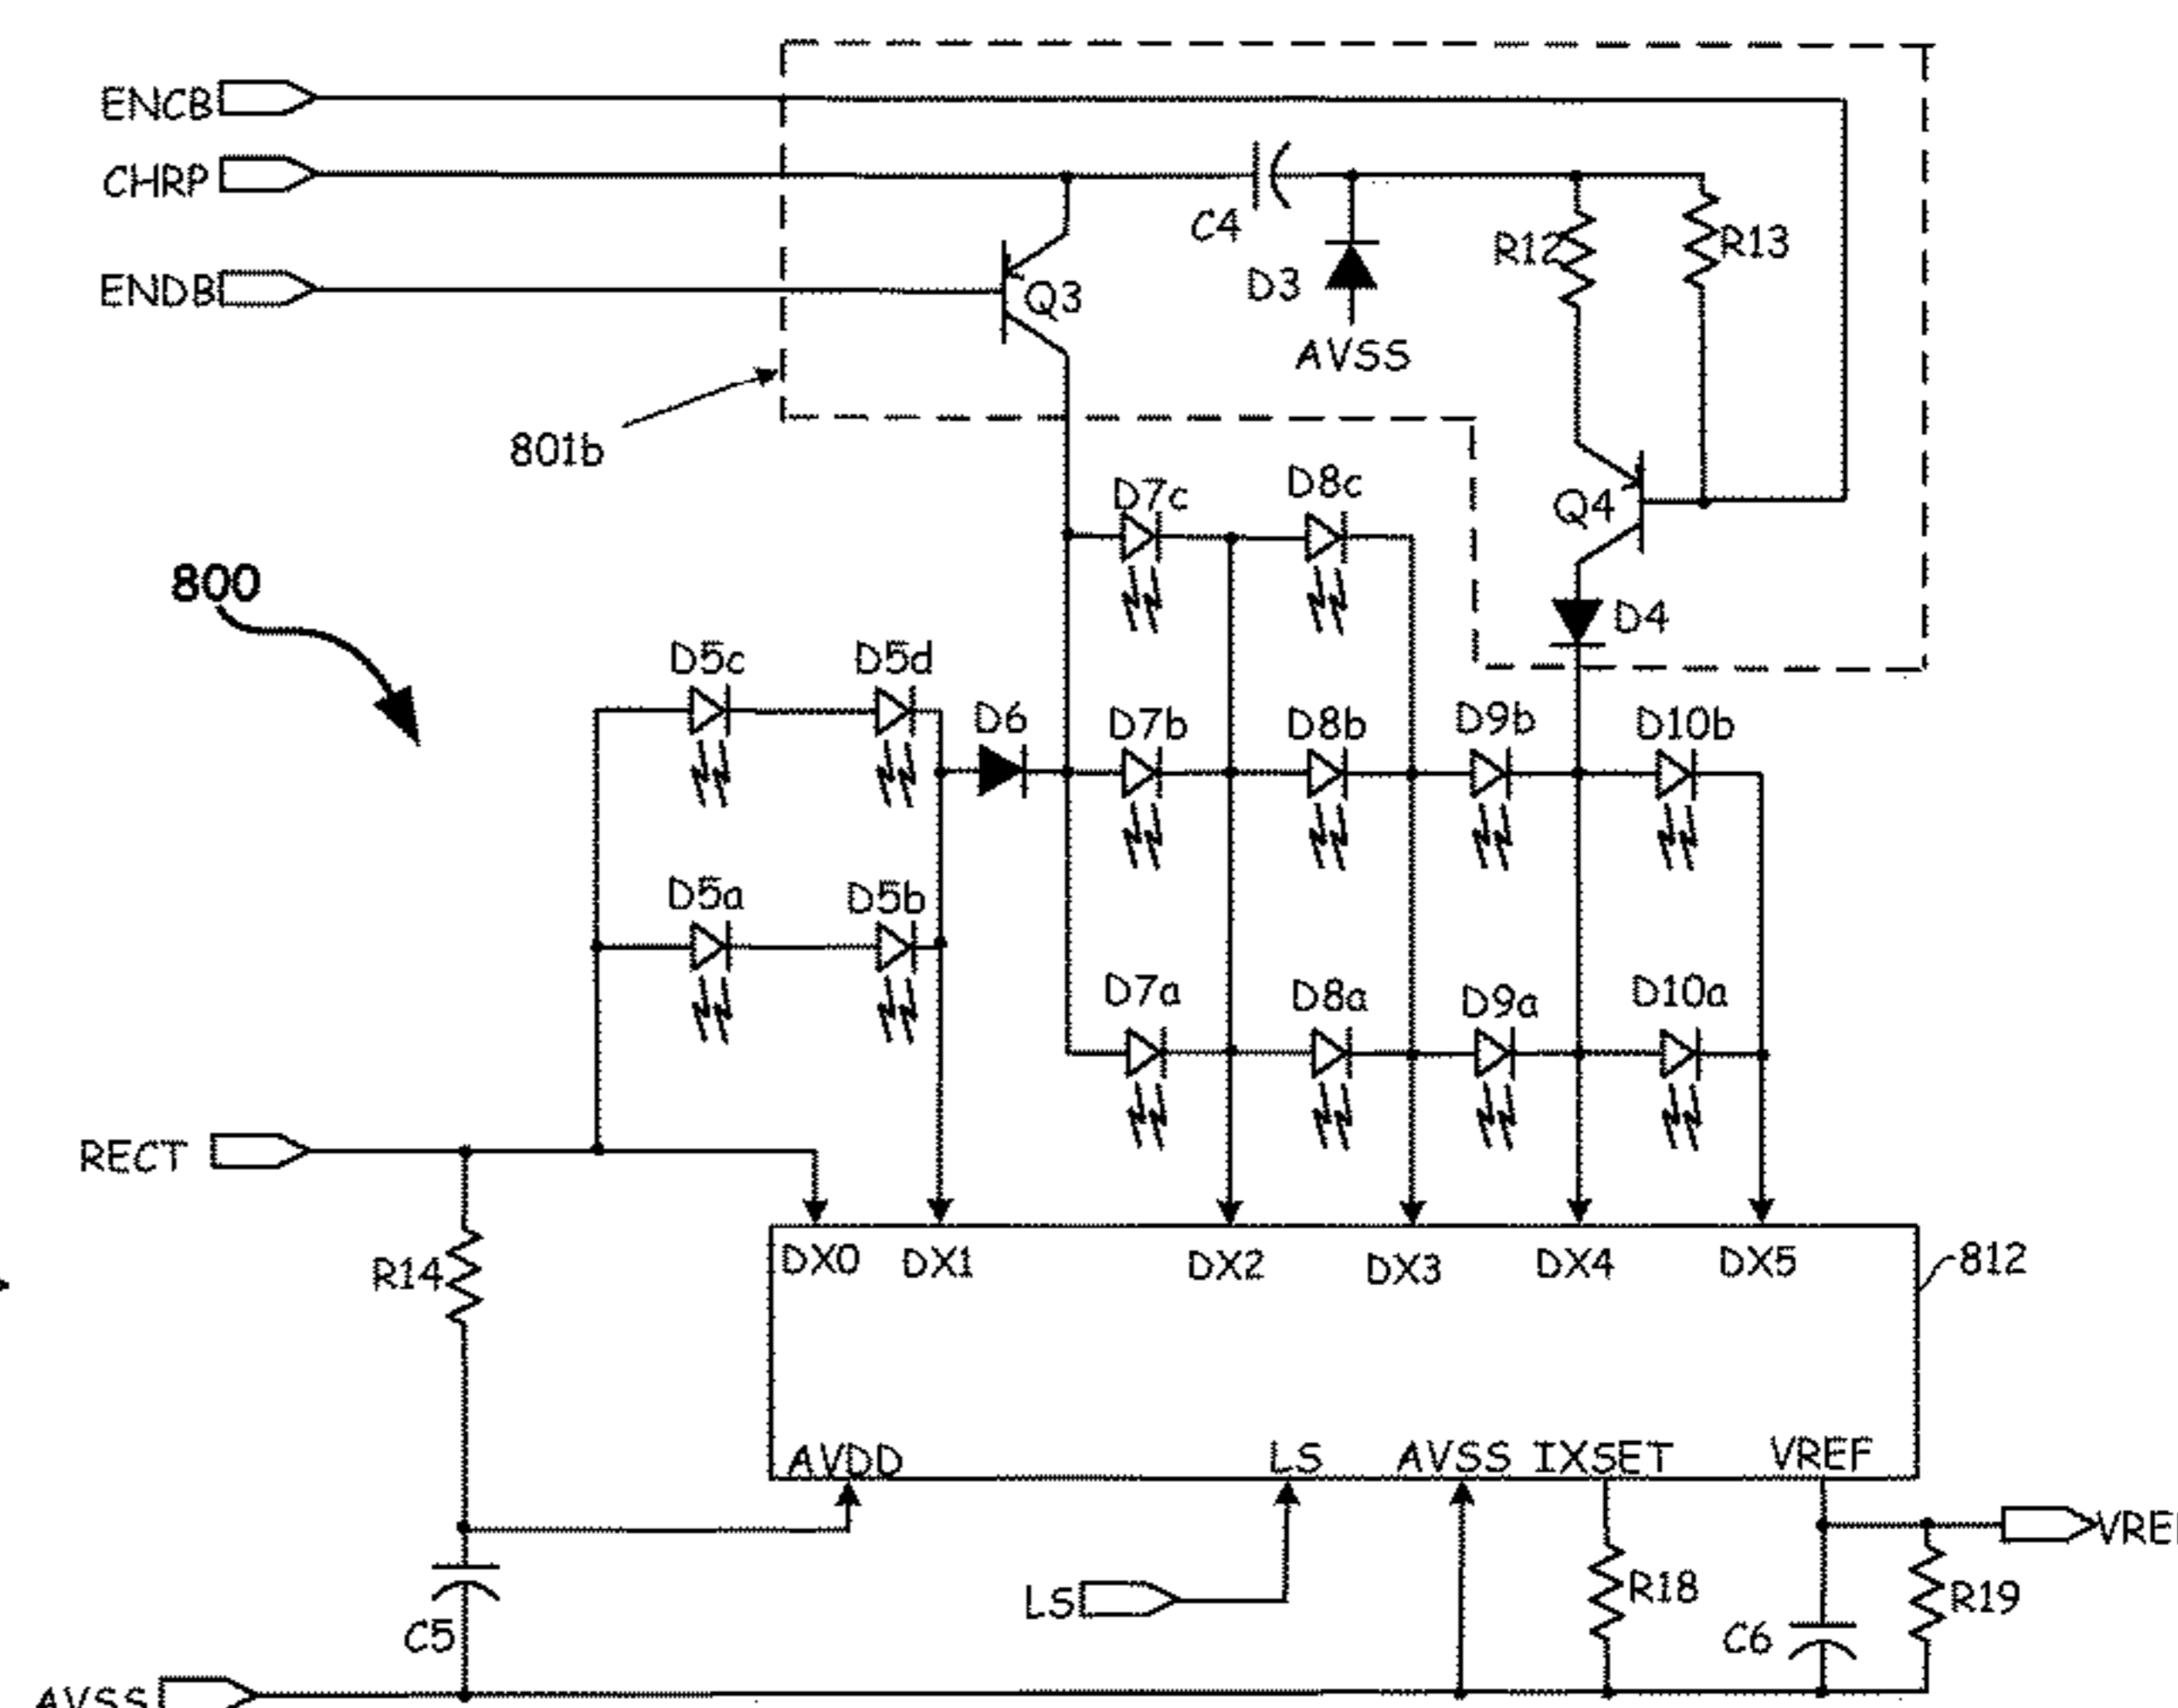 ENCB
CHRP
C4
R12
R13
ENDB
Q3
D3
AVSS
801b
D7c
D8c
Q4
800
D4
D5c
D5d
D6
D7b
D8b
D9b
D10b
D5a
D5b
D7a
D8a
D9a
D10a
RECT
R14
DX0
DX1
DX2
DX3
DX4
DX5
812
AVDD
LS
AVSS
IXSET
VREF
VREF
LS
R18
R19
C5
C6
AVSS